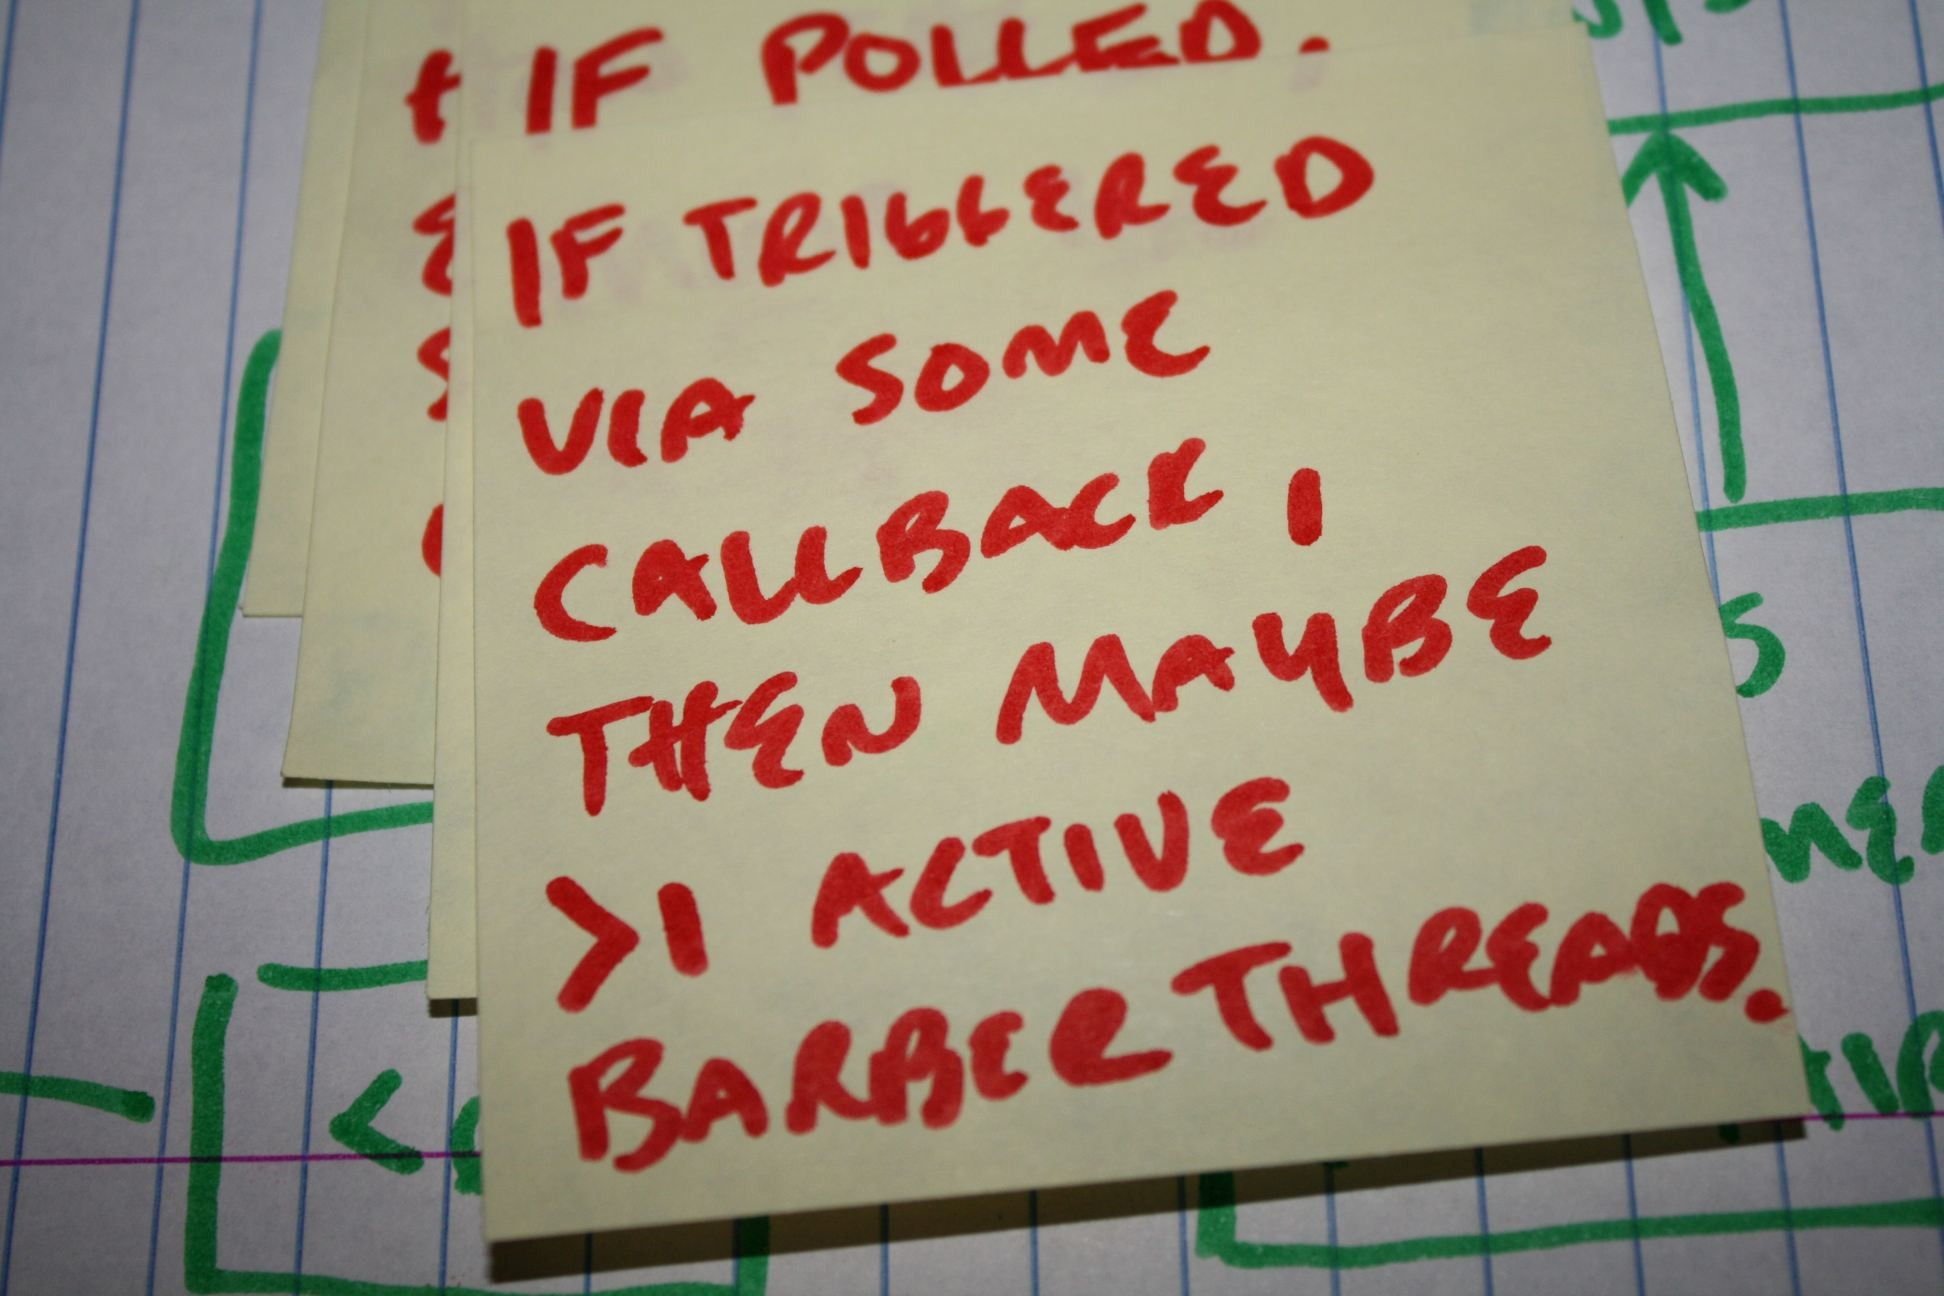 IF POLLED.
IF TRIGGERED
VIA SOME
CALLBACK,
THEN MAYBE
>1 ACTIVE
BARBER THREADS.